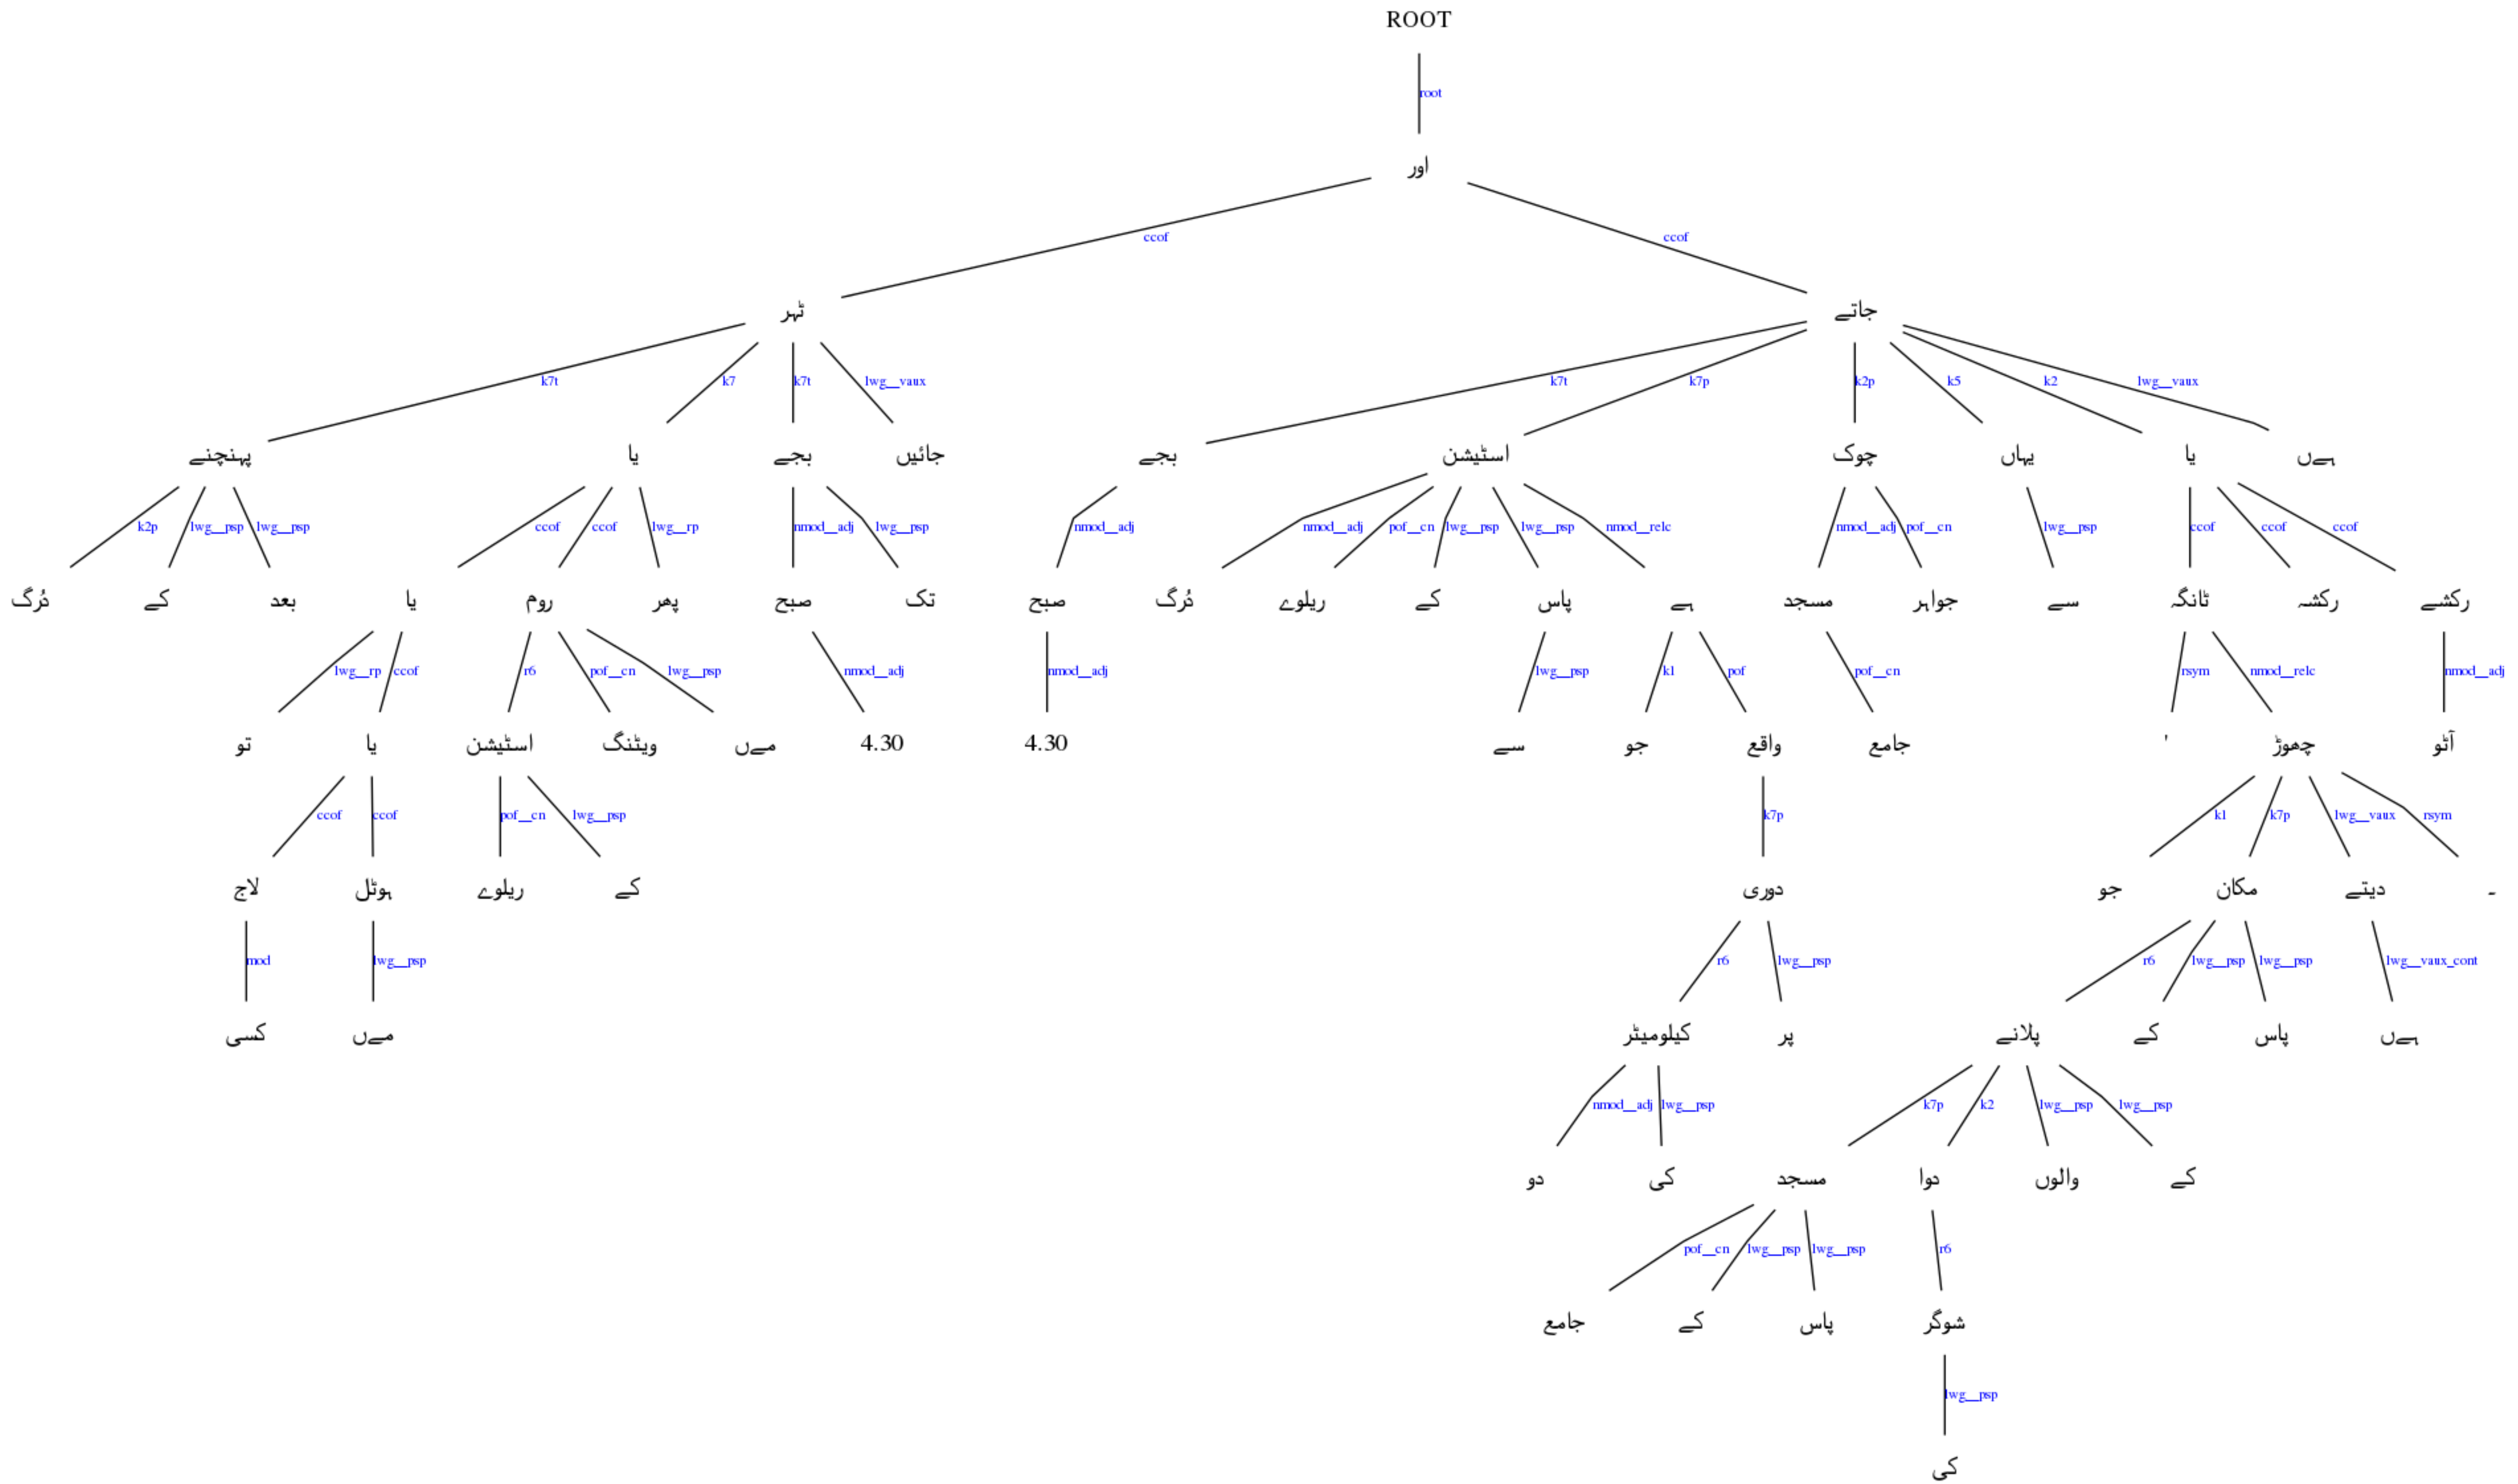 ROOT
root
اور
ccof ccof
ٹہر جاتے
k7t k7 k7t lwg__vaux k7t k7p k2p k5 k2 lwg__vaux
پہنچنے یا بجے جائیں بجے اسٹیشن چوک یہاں یا ہےں
k2p lwg__psp lwg__psp ccof ccof lwg__rp nmod__adj lwg__psp nmod__adj nmod__adj pof__cn lwg__psp lwg__psp nmod__relc nmod__adj pof__cn lwg__psp ccof ccof ccof
دُرگ کے بعد یا روم پھر صبح تک صبح دُرگ ریلوے کے پاس ہے مسجد جواہر سے ٹانگہ رکشہ رکشے
lwg__rp ccof r6 pof__cn lwg__psp nmod__adj nmod__adj lwg__psp k1 pof pof__cn rsym nmod__relc nmod__adj
تو یا اسٹیشن ویٹنگ مےں 4.30 4.30 سے جو واقع جامع ' چھوڑ آٹو
ccof ccof pof__cn lwg__psp k7p k1 k7p lwg__vaux rsym
لاج ہوٹل ریلوے کے دوری جو مکان دیتے ۔
mod lwg__psp r6 lwg__psp r6 lwg__psp lwg__psp lwg__vaux_cont
کسی مےں کیلومیٹر پر پلانے کے پاس ہےں
nmod__adj lwg__psp k7p k2 lwg__psp lwg__psp
دو کی مسجد دوا والوں کے
pof__cn lwg__psp lwg__psp r6
جامع کے پاس شوگر
lwg__psp
کی